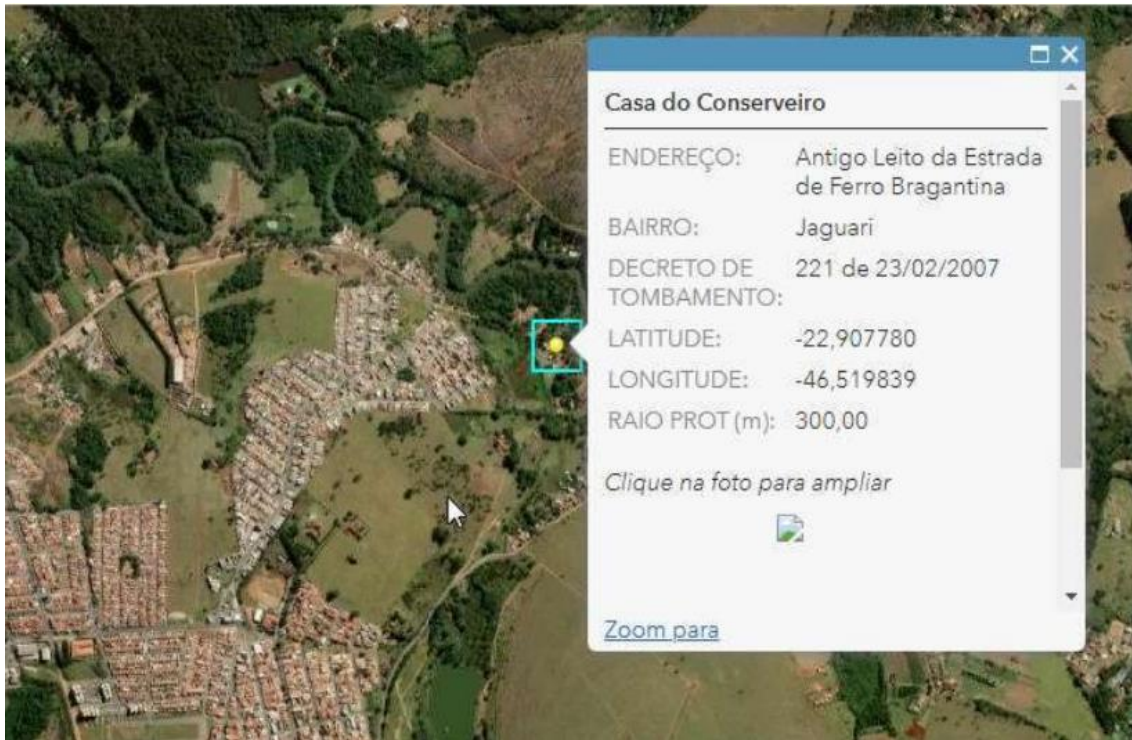 Casa do Conserveiro
ENDEREÇO: Antigo Leito da Estrada
de Ferro Bragantina
BAIRRO: Jaguari
DECRETO DE 221 de 23/02/2007
TOMBAMENTO:
LATITUDE: -22,907780
LONGITUDE: -46,519839
RAIO PROT (m): 300,00
Clique na foto para ampliar
Zoom para